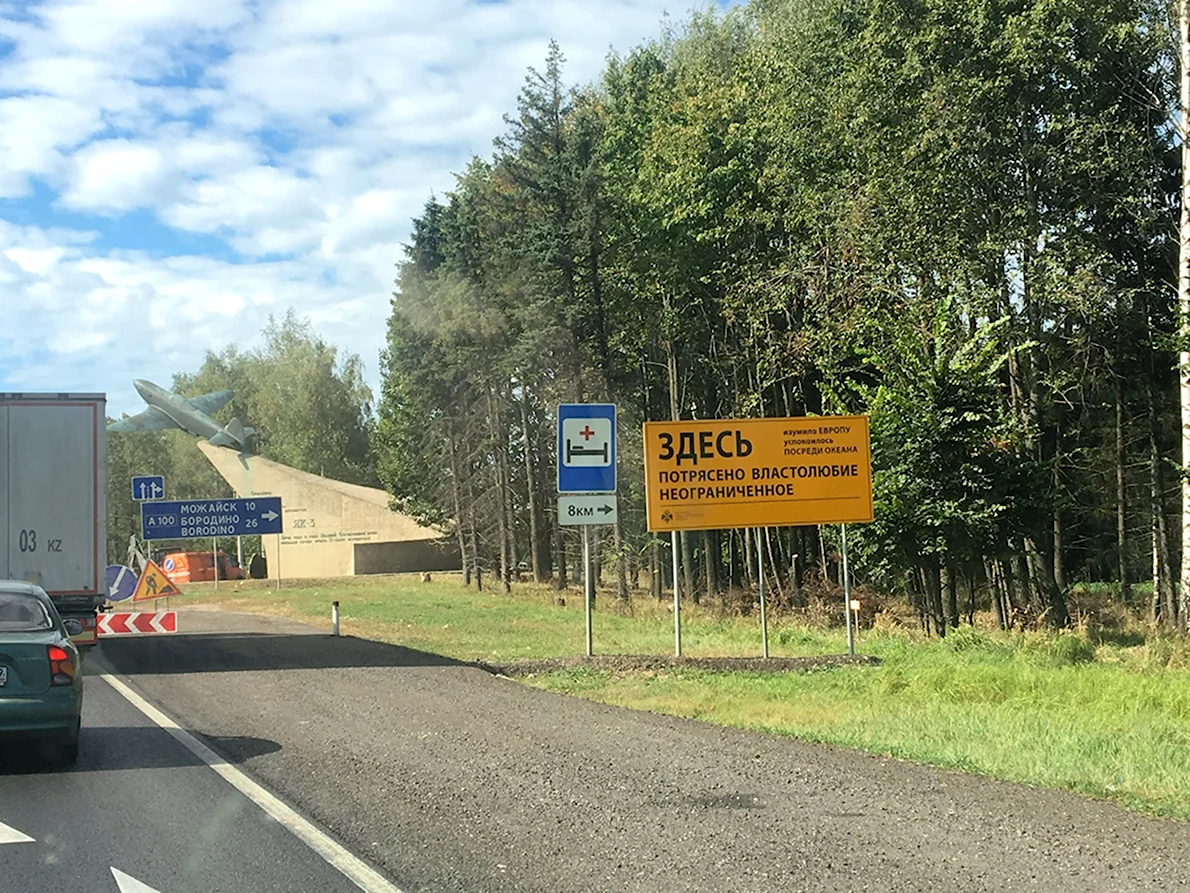 ЗДЕСЬ
изумило ЕВРОПУ
успокоилось
ПОСРЕДИ ОКЕАНА
ПОТРЯСЕНО ВЛАСТОЛЮБИЕ
НЕОГРАНИЧЕННОЕ
8КМ
МОЖАЙСК 10
А 100 БОРОДИНО
BORODINO 26
ЯК-3
03 KZ